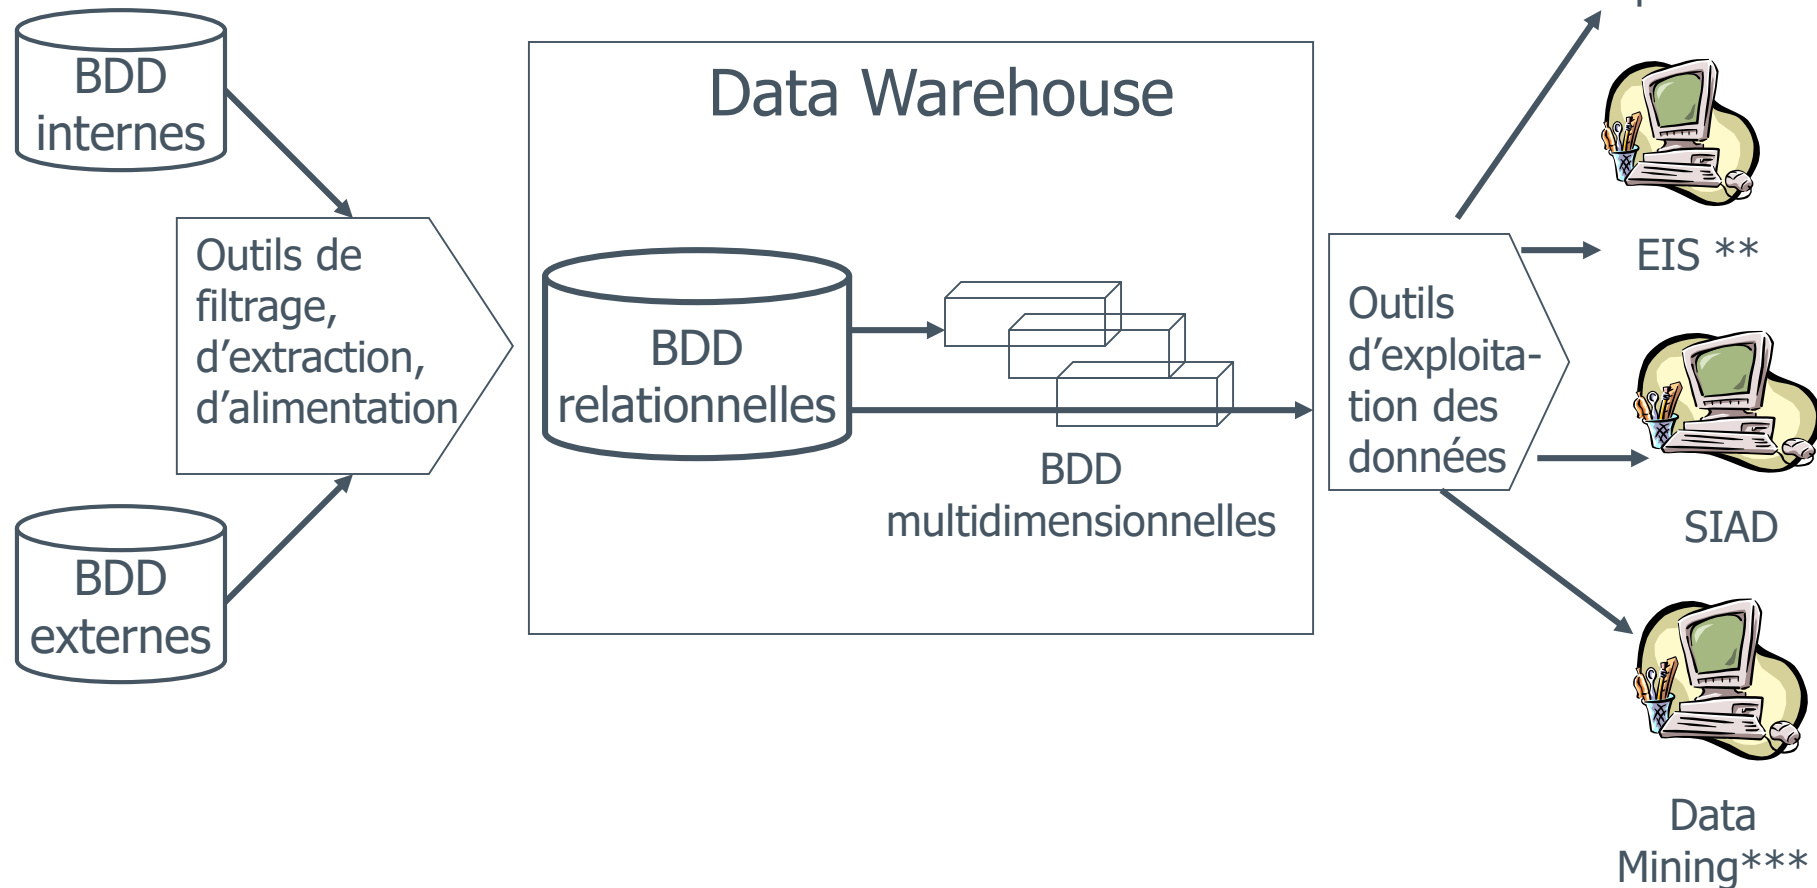 BDD
internes
Data Warehouse
Outils de
filtrage,
d’extraction,
d’alimentation
BDD
relationnelles
BDD
multidimensionnelles
BDD
externes
Outils
d’exploita-
tion des
données
EIS **
SIAD
Data
Mining***